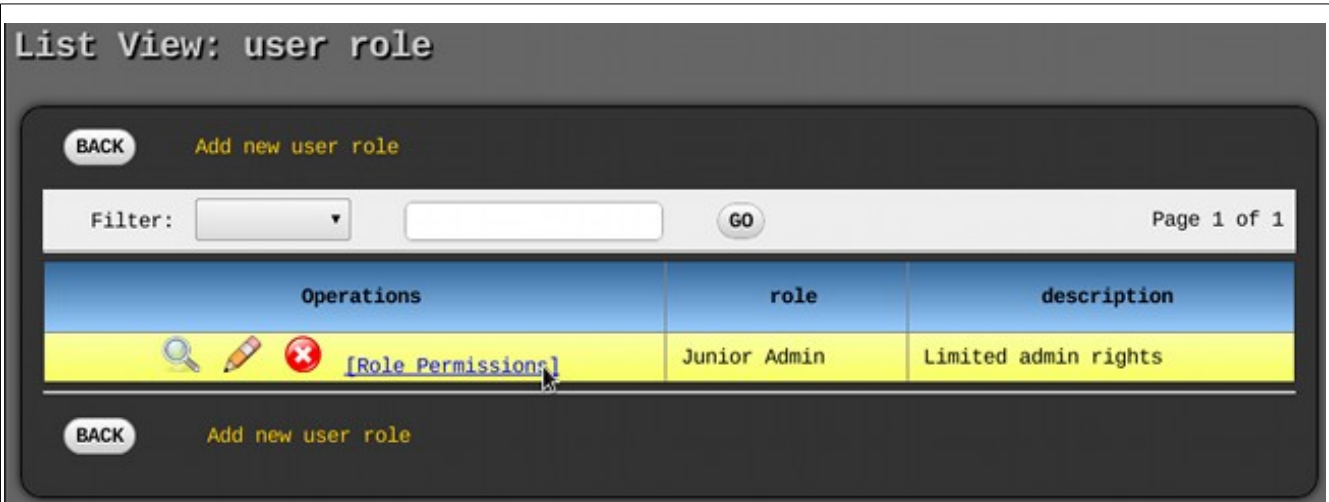 List View: user role
BACK Add new user role
Filter: GO Page 1 of 1
Operations role description
[Role Permissions] Junior Admin Limited admin rights
BACK Add new user role